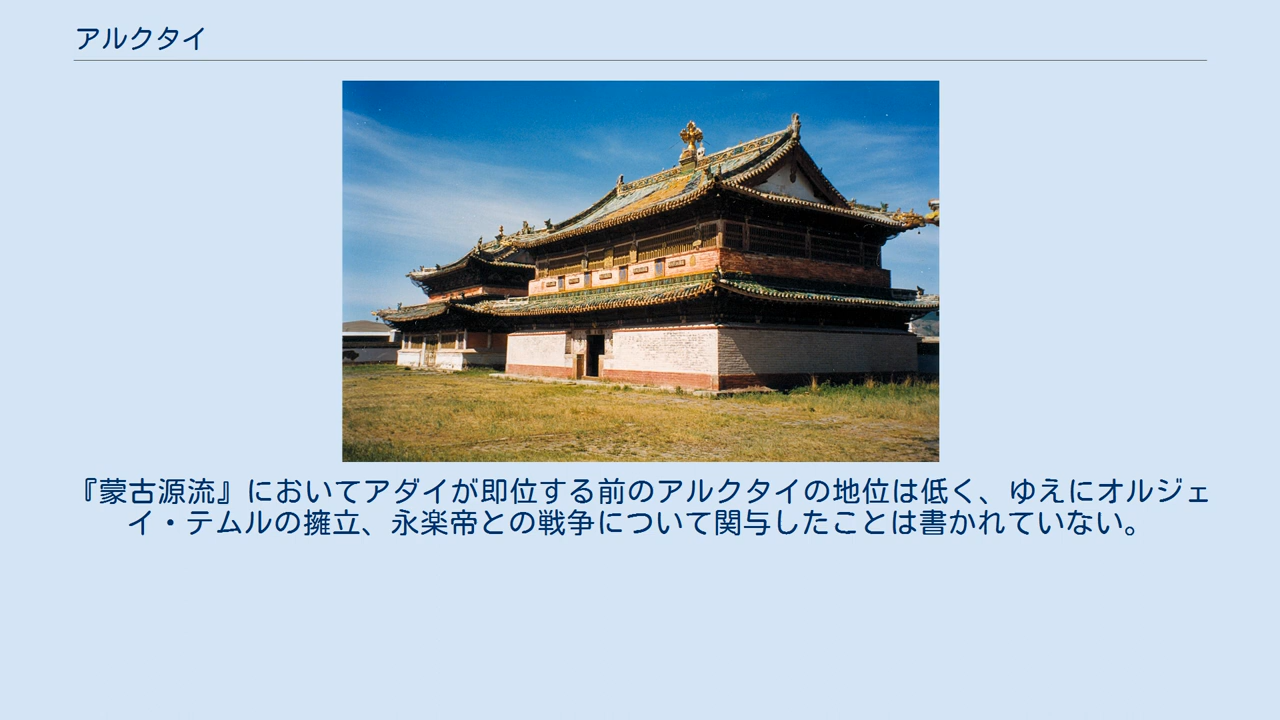 アルクタイ
『蒙古源流』においてアダイが即位する前のアルクタイの地位は低く、ゆえにオルジェ
イ・テムルの擁立、永楽帝との戦争について関与したことは書かれていない。